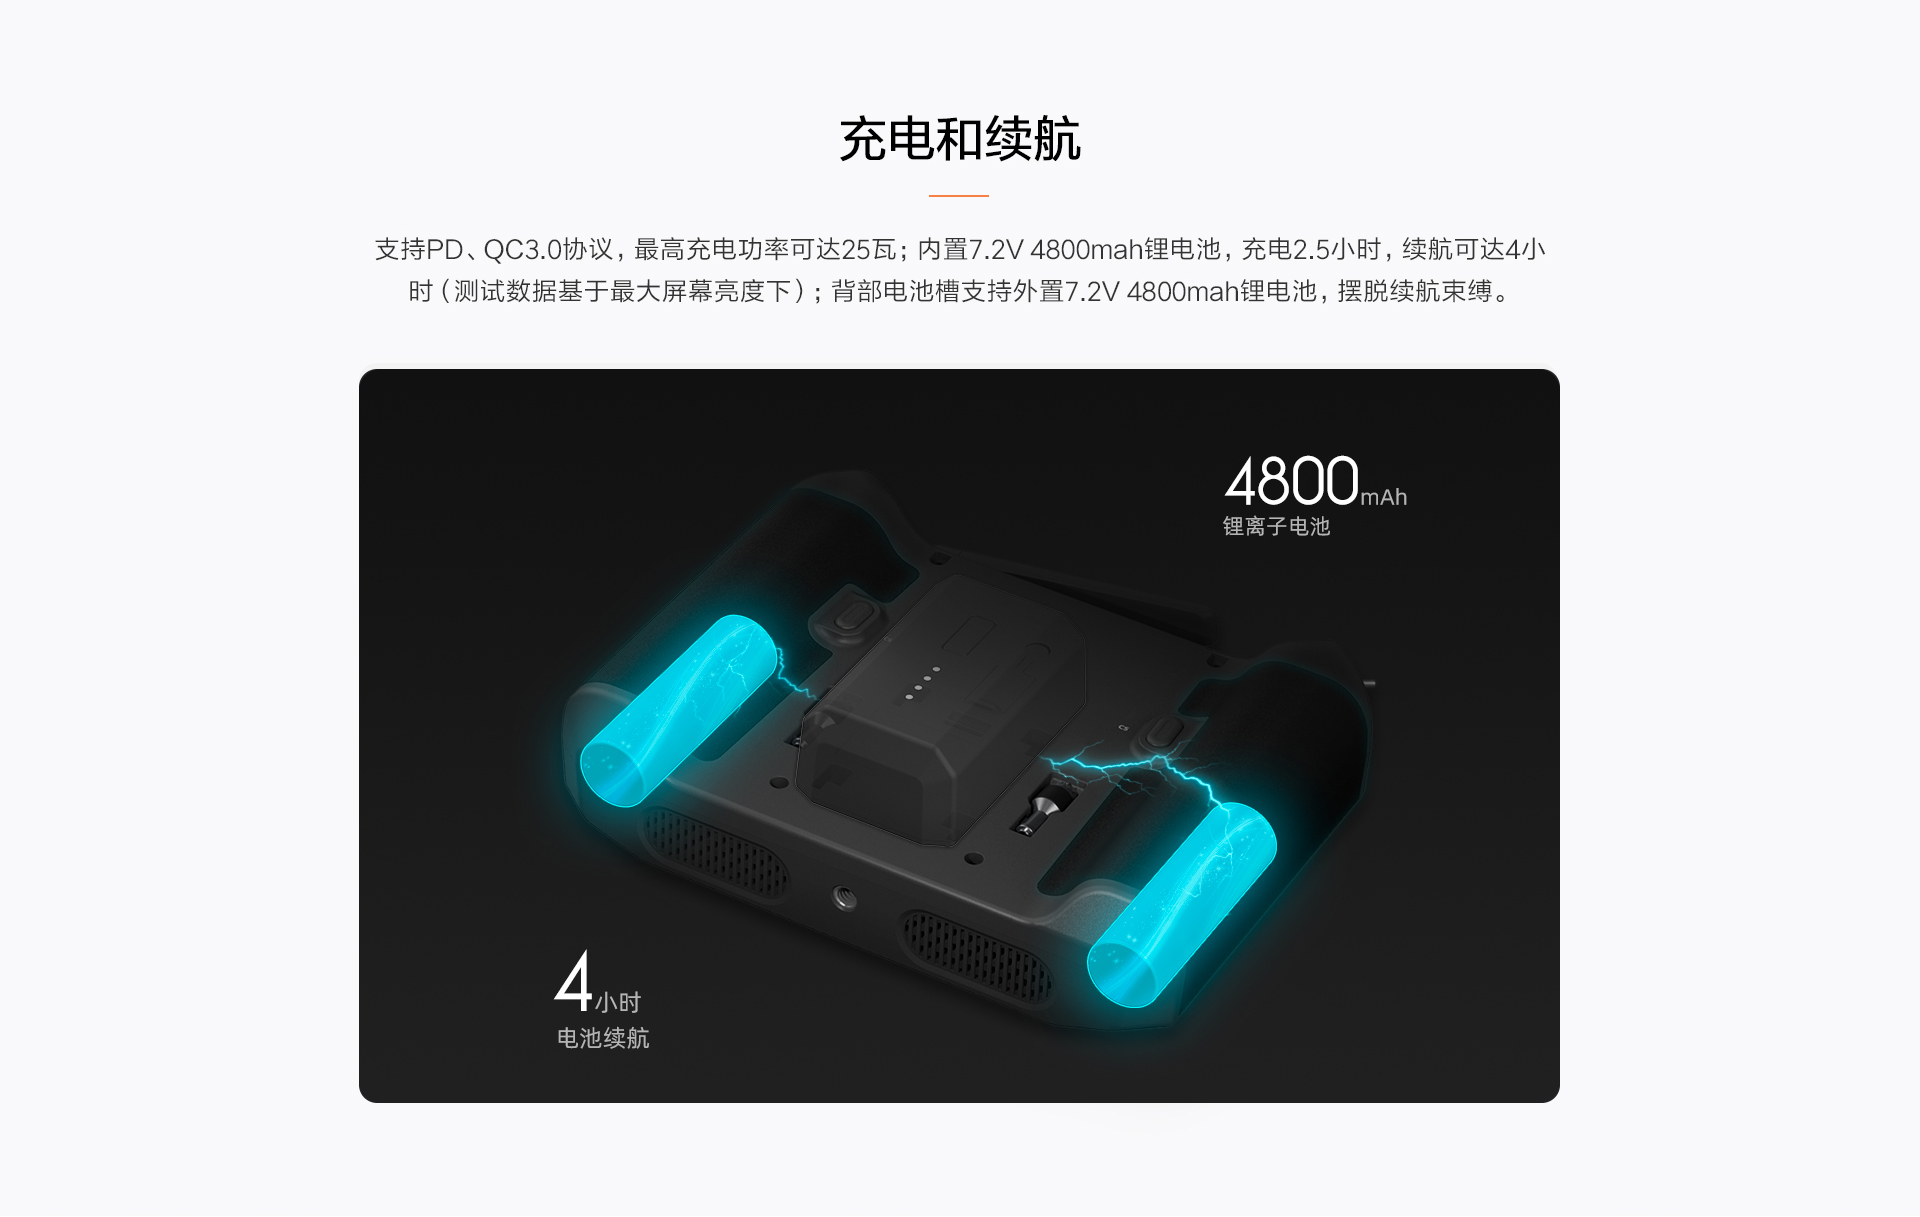 充电和续航
支持PD、QC3.0协议，最高充电功率可达25瓦；内置7.2V 4800mah锂电池，充电2.5小时，续航可达4小
时（测试数据基于最大屏幕亮度下）；背部电池槽支持外置7.2V 4800mah锂电池，摆脱续航束缚。
4800mAh
锂离子电池
4小时
电池续航